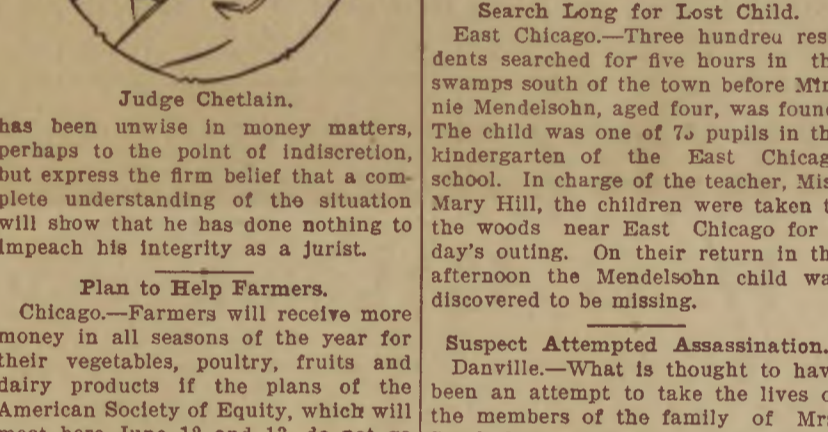 Judge Chetlain.
has been unwise in money matters,
perhaps to the point of indiscretion,
but express the firm belief that a com-
plete understanding of the situation
will show that he has done nothing to
impeach his integrity as a jurist.
Plan to Help Farmers.
Chicago.—Farmers will receive more
money in all seasons of the year for
their vegetables, poultry, fruits and
dairy products if the plans of the
American Society of Equity, which will
Search Long for Lost Child.
East Chicago.—Three hundred res
dents searched for five hours in th
swamps south of the town before Min
nie Mendelsohn, aged four, was foun
The child was one of pupils in th
kindergarten of the East Chicag
school. In charge of the teacher, Mis
Mary Hill, the children were taken t
the woods near East Chicago for
day's outing. On their return in th
afternoon the Mendelsohn child wa
discovered to be missing.
Suspect Attempted Assassination.
Danville.—What is thought to hav
been an attempt to take the lives o
the members of the family of Mr